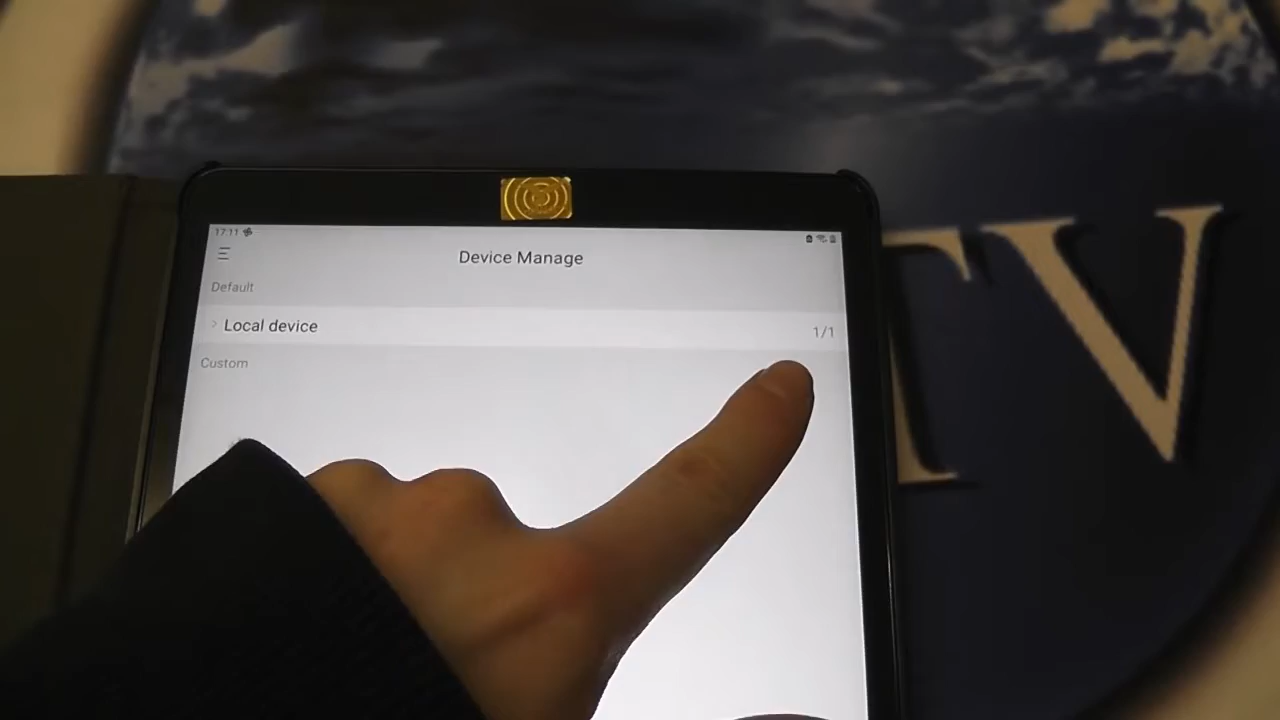 17:11
Device Manage
Default
Local device 1/1
Custom
TV